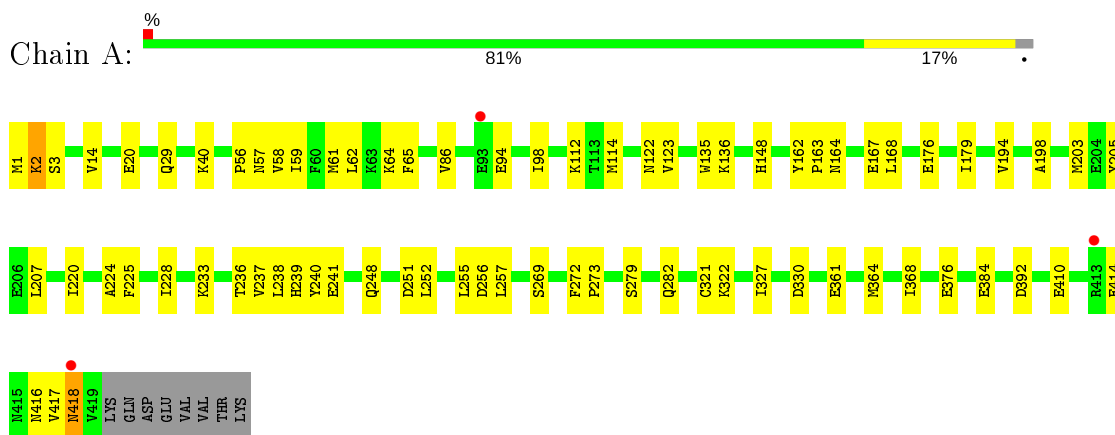 %
Chain A:
81% 17% •
M1 K2 S3 V14 E20 Q29 K40 P56 N57 V58 I59 F60 M61 L62 K63 K64 F65 V86 E93 E94 I98 K112 T113 M114 N122 V123 W135 K136 H148 Y162 P163 N164 E167 L168 E176 I179 V194 A198 M203 E204
E206 L207 I220 A224 F225 I228 K233 T236 V237 L238 H239 Y240 E241 Q248 D251 L252 L255 D256 L257 S269 F272 P273 S279 Q282 C321 K322 I327 D330 E361 M364 I368 E376 E384 D392 E410 R413
N415 N416 V417 N418 V419 LYS GLN ASP GLU VAL VAL THR LYS